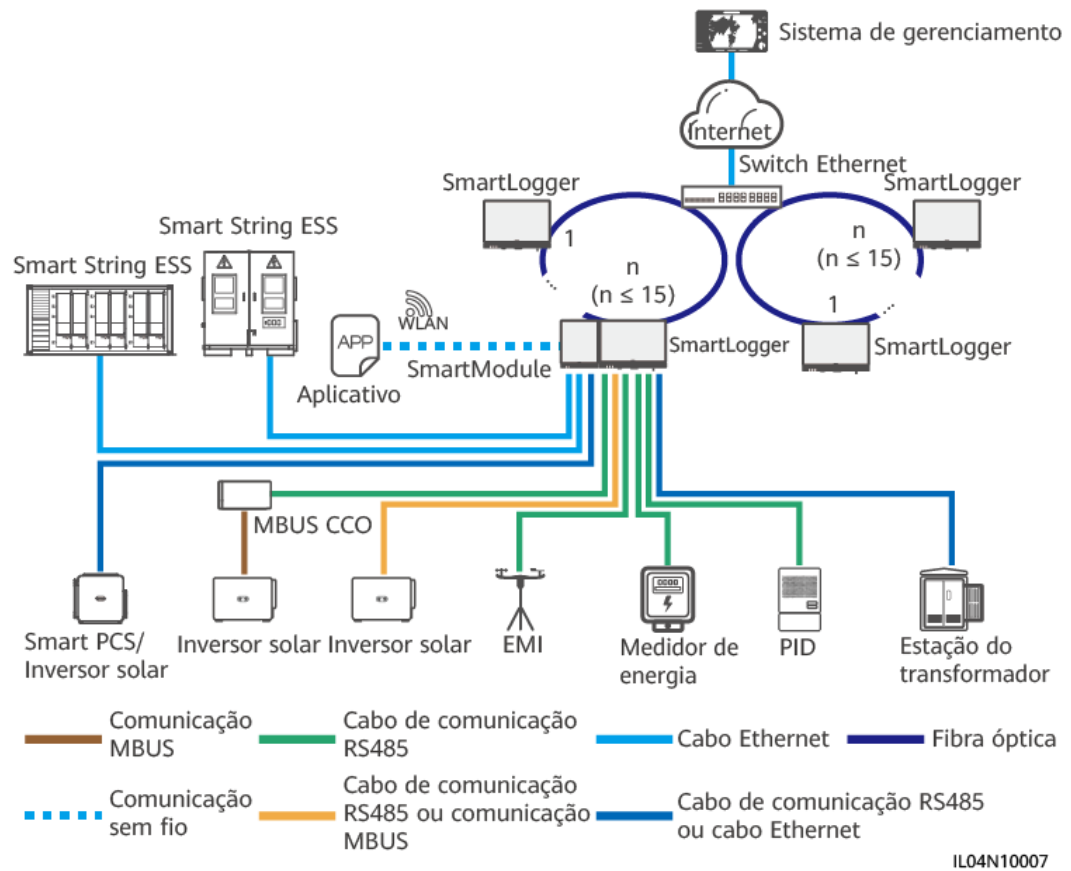 Sistema de gerenciamento
Internet
Switch Ethernet
SmartLogger
SmartLogger
Smart String ESS
1
n
(n ≤ 15)
n
(n ≤ 15)
Smart String ESS
1
WLAN
APP
SmartModule
SmartLogger
SmartLogger
Aplicativo
MBUS CCO
Smart PCS/
Inversor solar
Inversor solar
Inversor solar
EMI
Medidor de
energia
PID
Estação do
transformador
Comunicação
MBUS
Cabo de comunicação
RS485
Cabo Ethernet
Fibra óptica
Comunicação
sem fio
Cabo de comunicação
RS485 ou comunicação
MBUS
Cabo de comunicação RS485
ou cabo Ethernet
IL04N10007